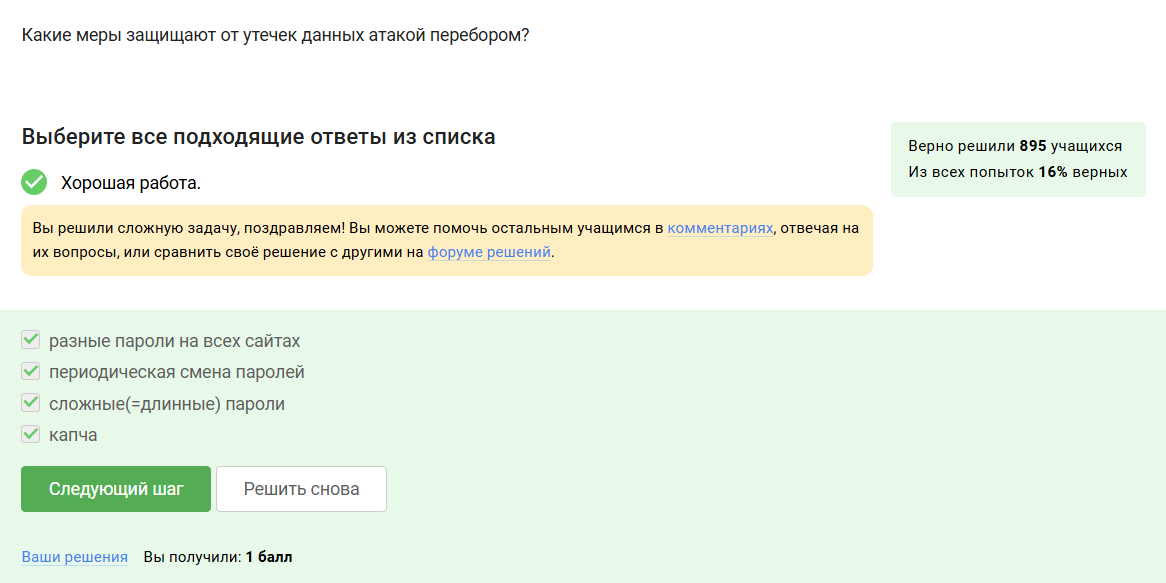 Какие меры защищают от утечек данных атакой перебором?
Выберите все подходящие ответы из списка
Верно решили 895 учащихся
Из всех попыток 16% верных
Хорошая работа.
Вы решили сложную задачу, поздравляем! Вы можете помочь остальным учащимся в комментариях, отвечая на
их вопросы, или сравнить своё решение с другими на форуме решений.
разные пароли на всех сайтах
периодическая смена паролей
сложные(=длинные) пароли
капча
Следующий шаг
Решить снова
Ваши решения
Вы получили: 1 балл